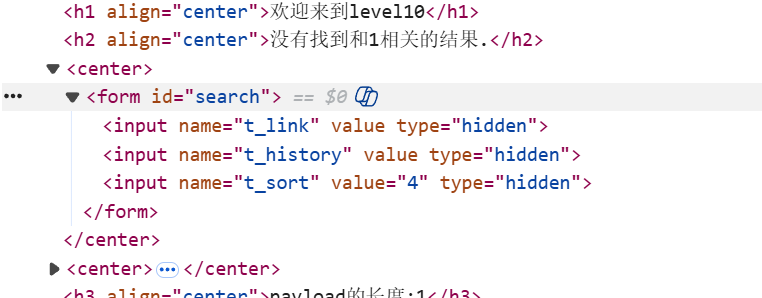 <h1 align="center">欢迎来到level10</h1>
<h2 align="center">没有找到和1相关的结果.</h2>
<center>
<form id="search"> == $0
<input name="t_link" value type="hidden">
<input name="t_history" value type="hidden">
<input name="t_sort" value="4" type="hidden">
</form>
</center>
<center> … </center>
<h3 align="center">payload的长度:1</h3>